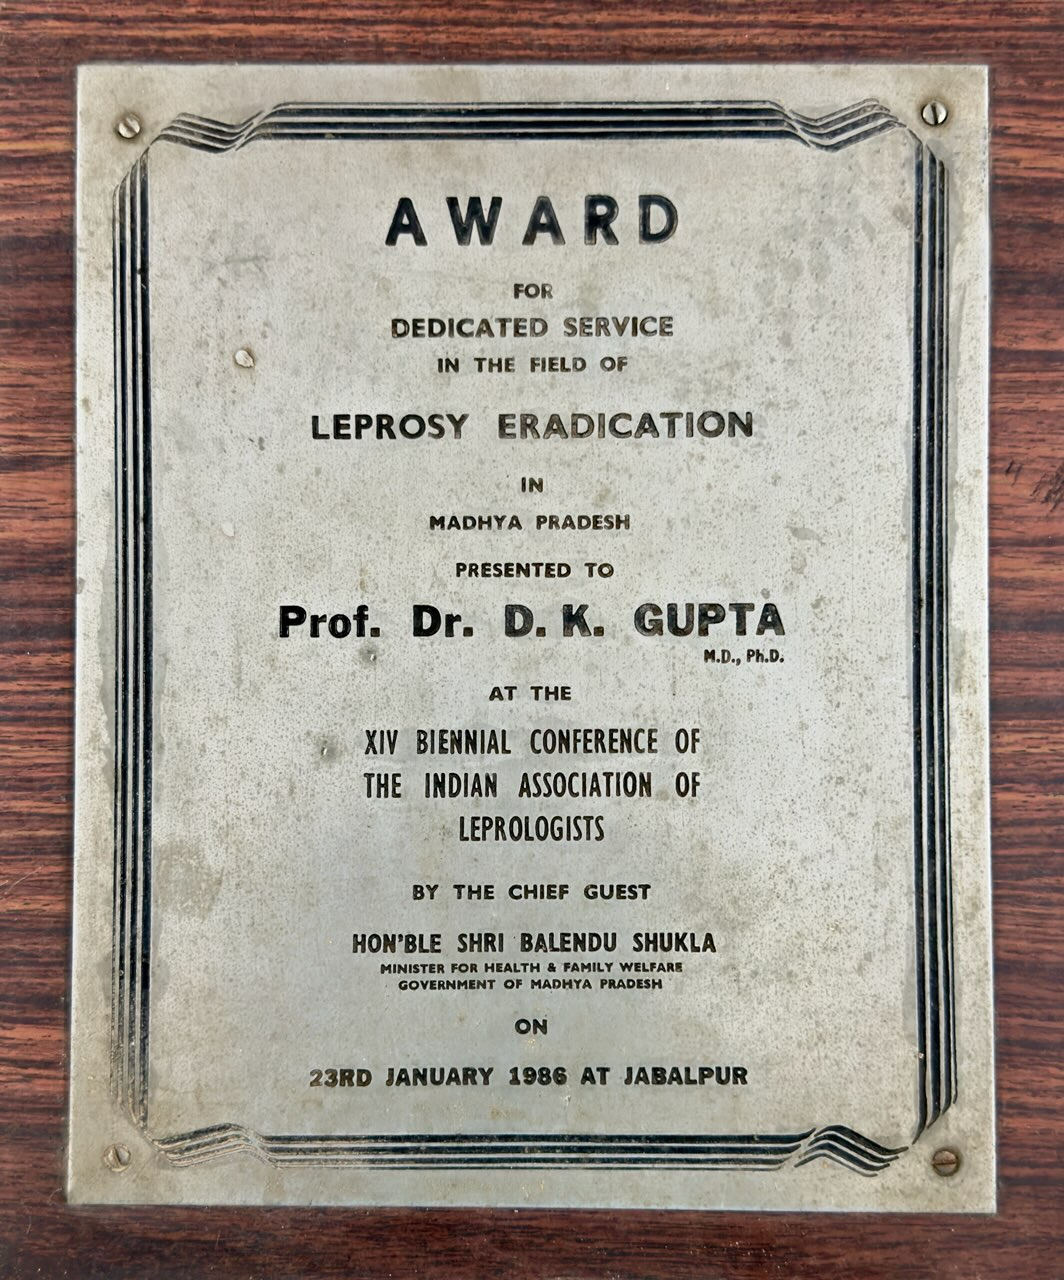 AWARD
FOR
DEDICATED SERVICE
IN THE FIELD OF
LEPROSY ERADICATION
IN
MADHYA PRADESH
PRESENTED TO
Prof. Dr. D. K. GUPTA
M.D., Ph.D.
AT THE
XIV BIENNIAL CONFERENCE OF
THE INDIAN ASSOCIATION OF
LEPROLOGISTS
BY THE CHIEF GUEST
HON'BLE SHRI BALENDU SHUKLA
MINISTER FOR HEALTH & FAMILY WELFARE
GOVERNMENT OF MADHYA PRADESH
ON
23RD JANUARY 1986 AT JABALPUR